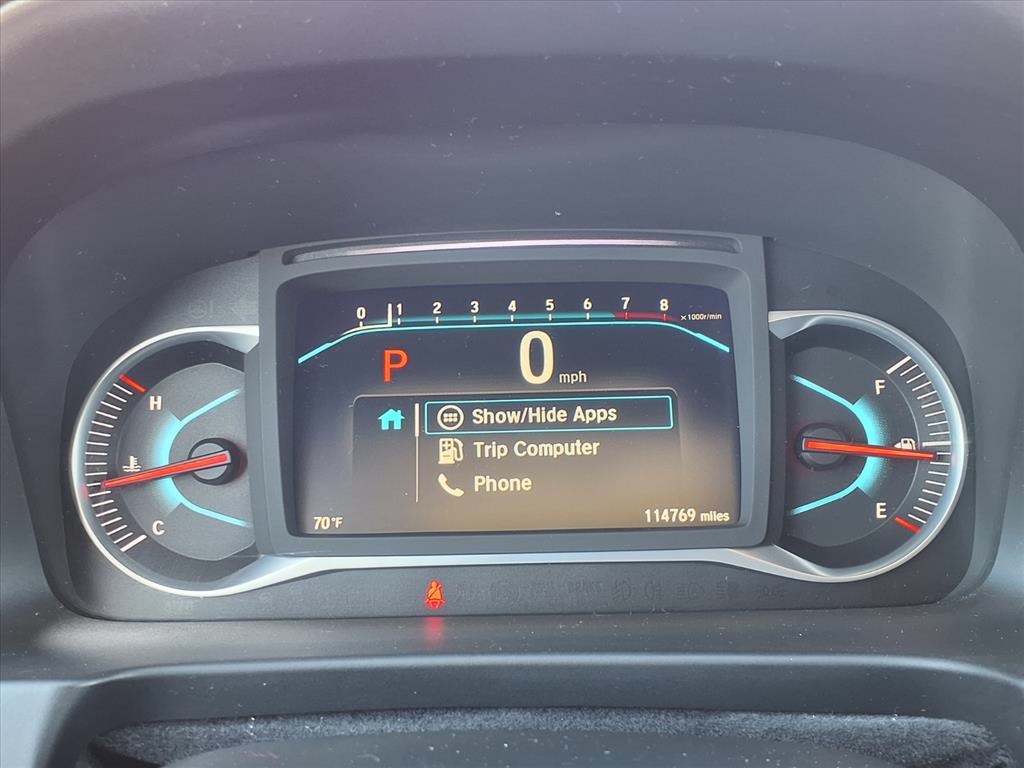 0 1 2 3 4 5 6 7 8 ×1000r/min
P 0 mph
H
C
Show/Hide Apps
Trip Computer
Phone
70°F
114769 miles
F
E